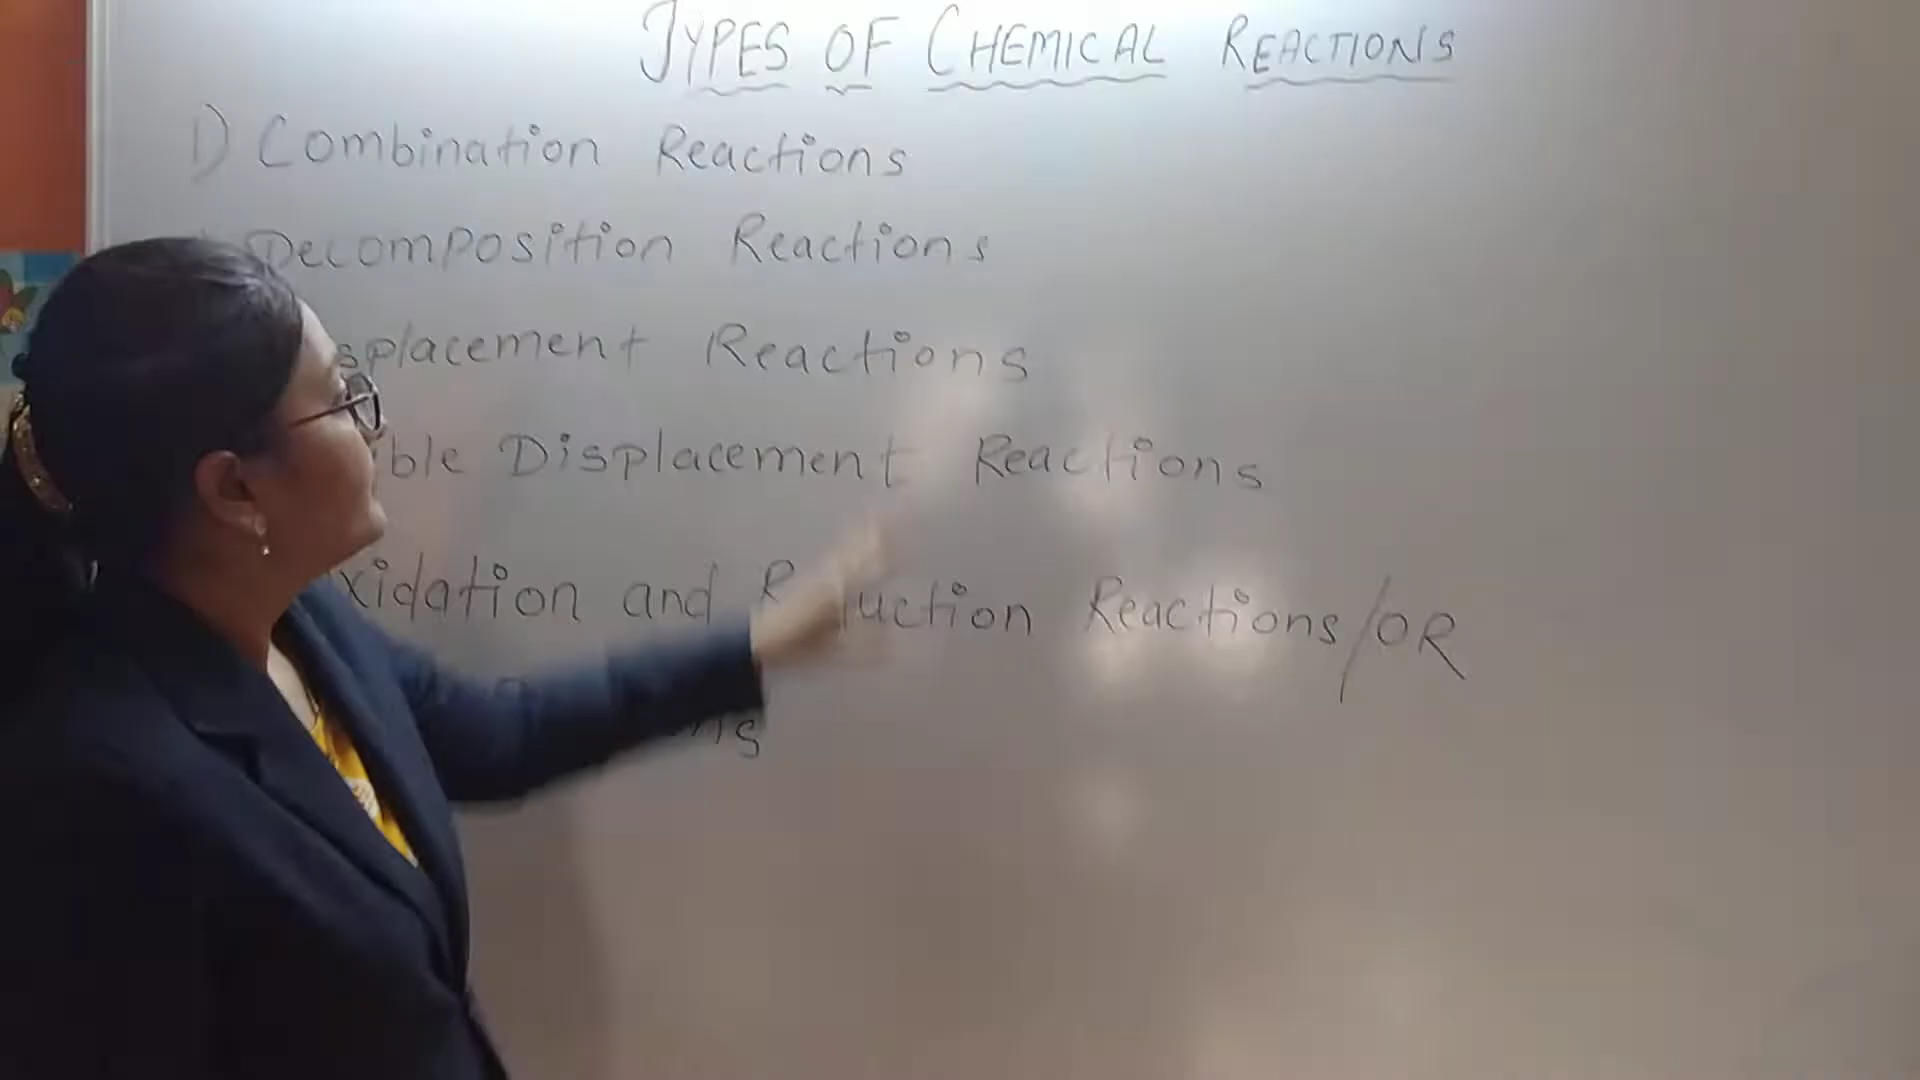 TYPES OF CHEMICAL REACTIONS
1) Combination Reactions
Decomposition Reactions
splacement Reactions
ble Displacement Reactions
xidation and R uction Reactions/OR
ns